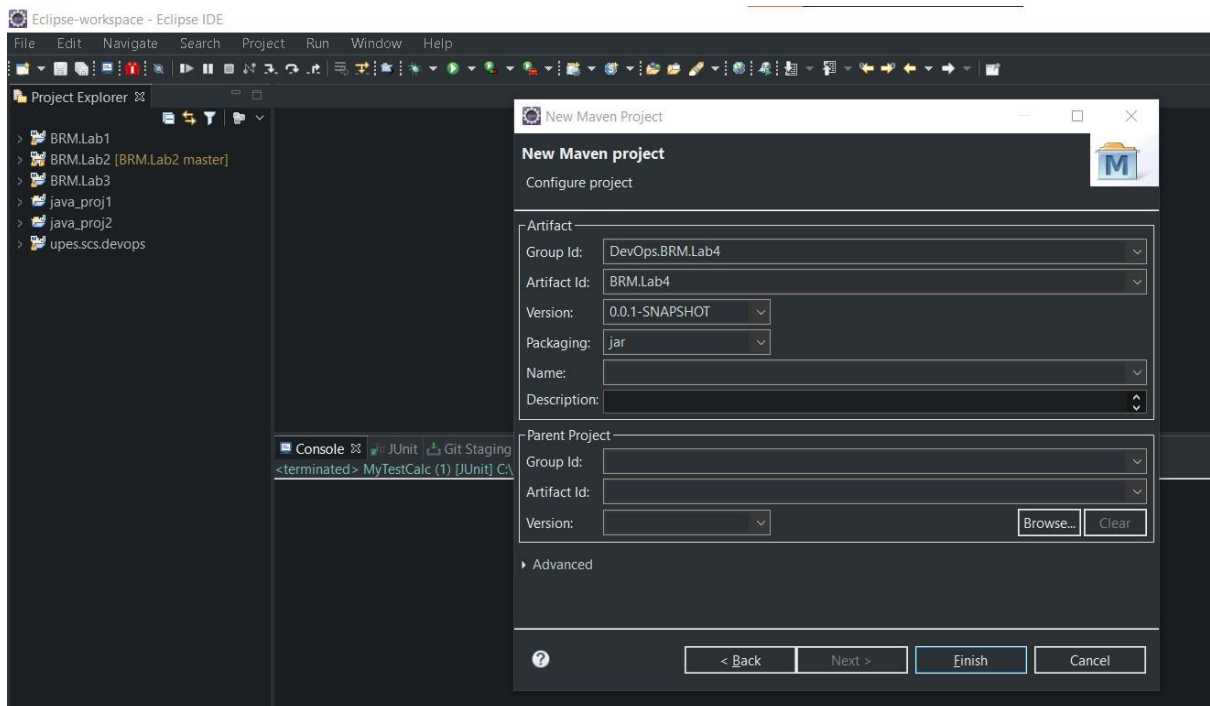 Eclipse-workspace - Eclipse IDE
File Edit Navigate Search Project Run Window Help
Project Explorer
BRM.Lab1
BRM.Lab2 [BRM.Lab2 master]
BRM.Lab3
java_proj1
java_proj2
upes.scs.devops
Console JUnit Git Staging
<terminated> MyTestCalc (1) [JUnit] C:\
New Maven Project
New Maven project
Configure project
M
Artifact
Group Id: DevOps.BRM.Lab4
Artifact Id: BRM.Lab4
Version: 0.0.1-SNAPSHOT
Packaging: jar
Name:
Description:
Parent Project
Group Id:
Artifact Id:
Version: Browse... Clear
Advanced
? < Back Next > Finish Cancel